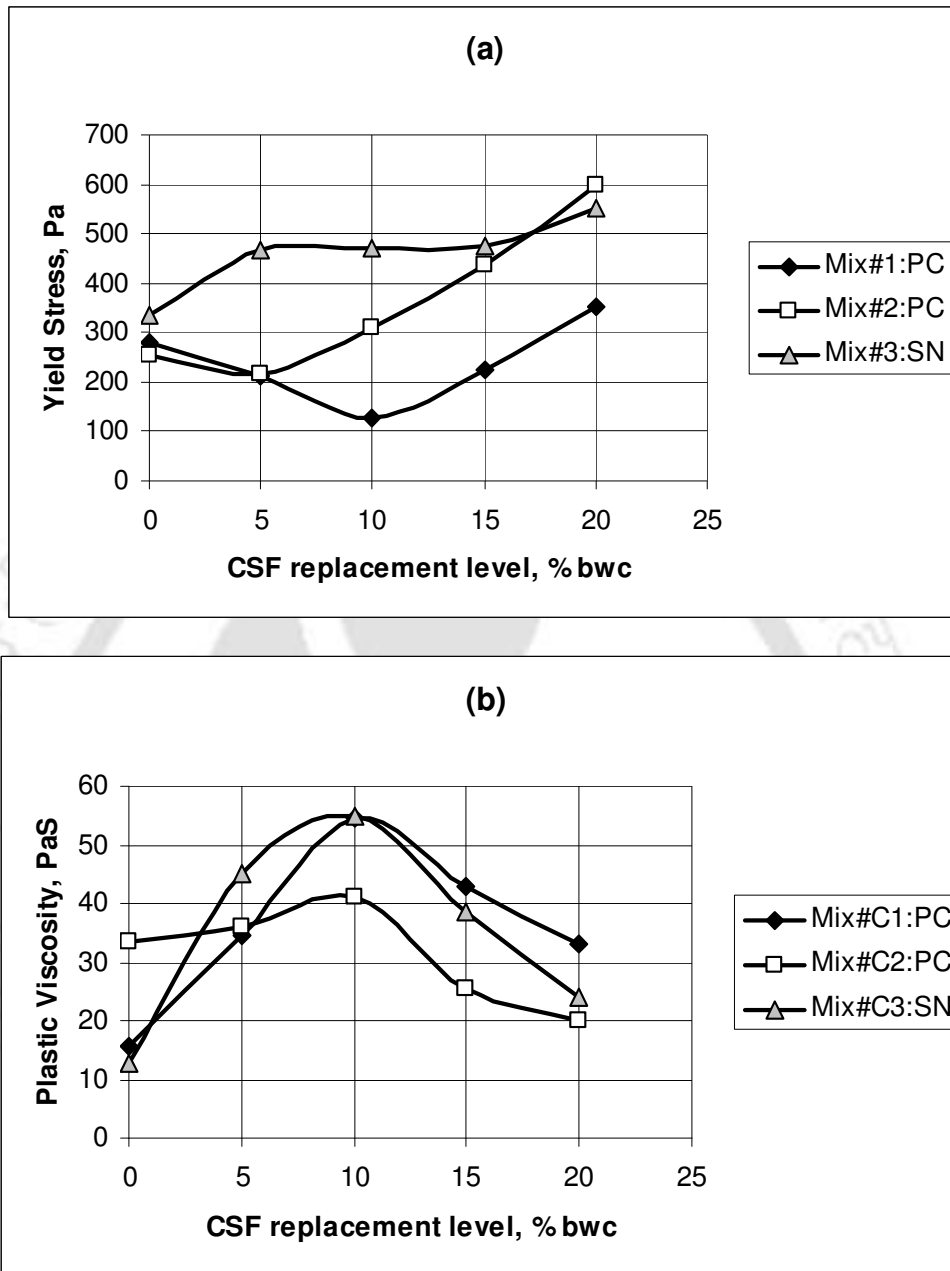 (a)
Yield Stress, Pa
700
600
500
400
300
200
100
0
0 5 10 15 20 25
CSF replacement level, % bwc
Mix#1:PC
Mix#2:PC
Mix#3:SN
(b)
Plastic Viscosity, PaS
60
50
40
30
20
10
0
0 5 10 15 20 25
CSF replacement level, % bwc
Mix#C1:PC
Mix#C2:PC
Mix#C3:SN